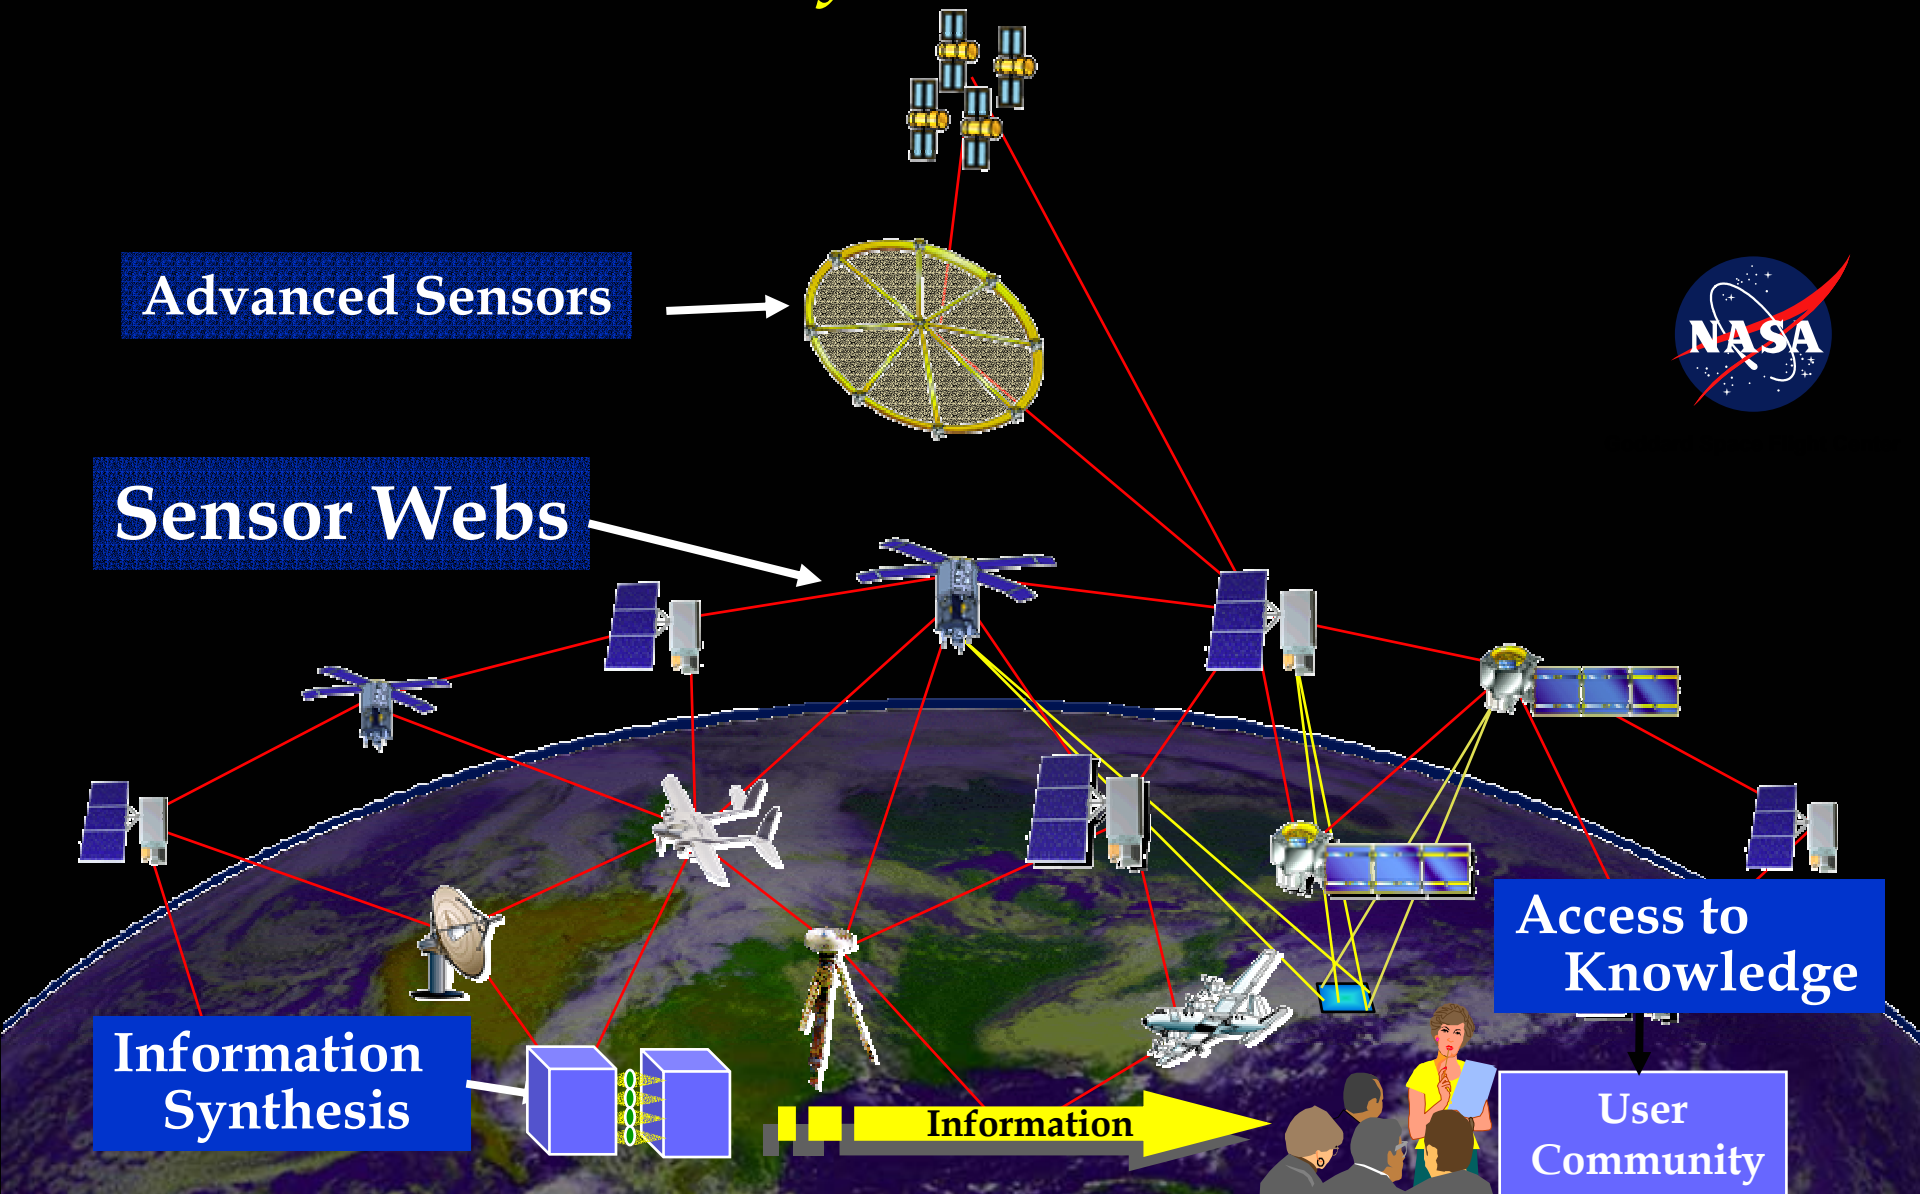 Advanced Sensors
NASA
Sensor Webs
Access to
Knowledge
Information
Synthesis
Information
User
Community